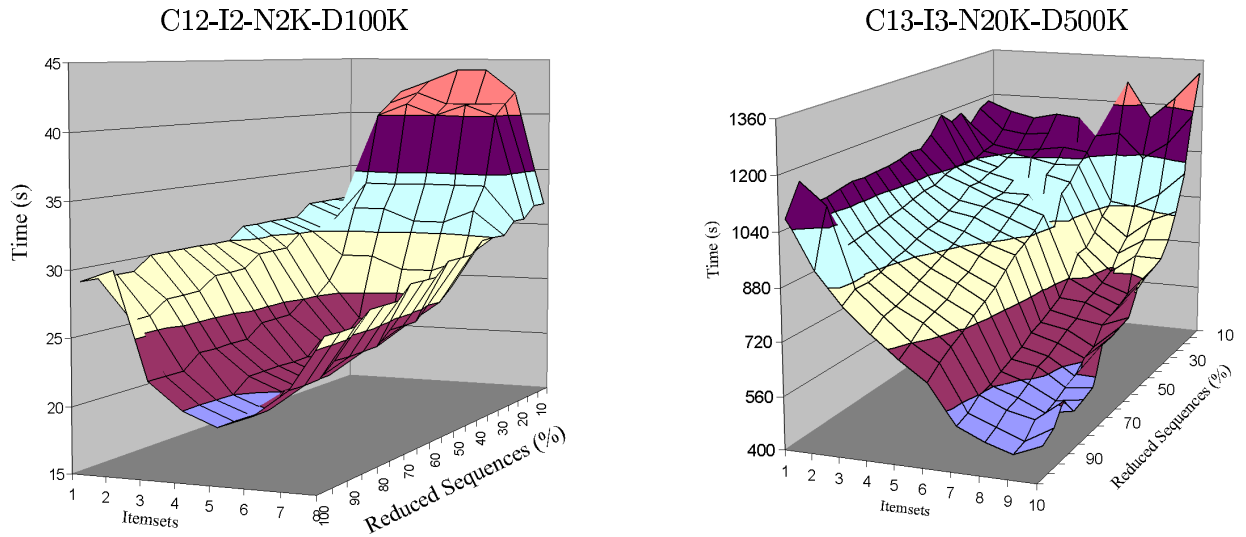 C12-I2-N2K-D100K
45
40
35
30
25
20
15
Time (s)
1 2 3 4 5 6 7 8
Itemsets
100 90 80 70 60 50 40 30 20 10
Reduced Sequences (%)
C13-I3-N20K-D500K
1360
1200
1040
880
720
560
400
Time (s)
1 2 3 4 5 6 7 8 9 10
Itemsets
90 70 50 30 10
Reduced Sequences (%)